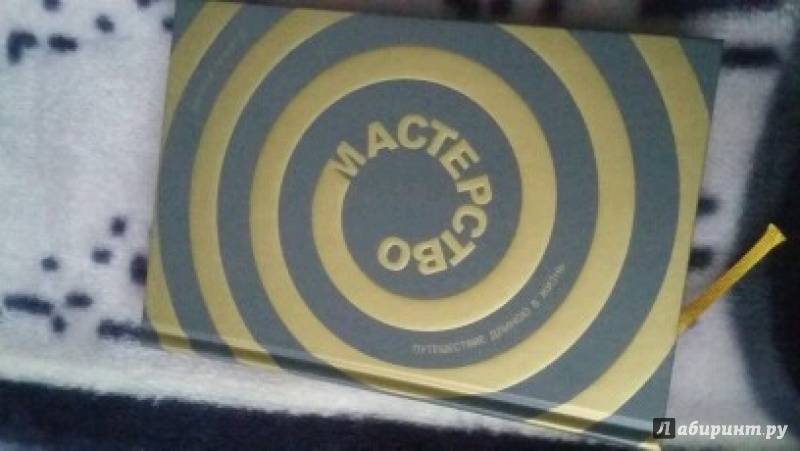 МАСТЕРСТВО
ПУТЕШЕСТВИЕ ДЛИНОЮ В ЖИЗНЬ
Лабиринт.ру